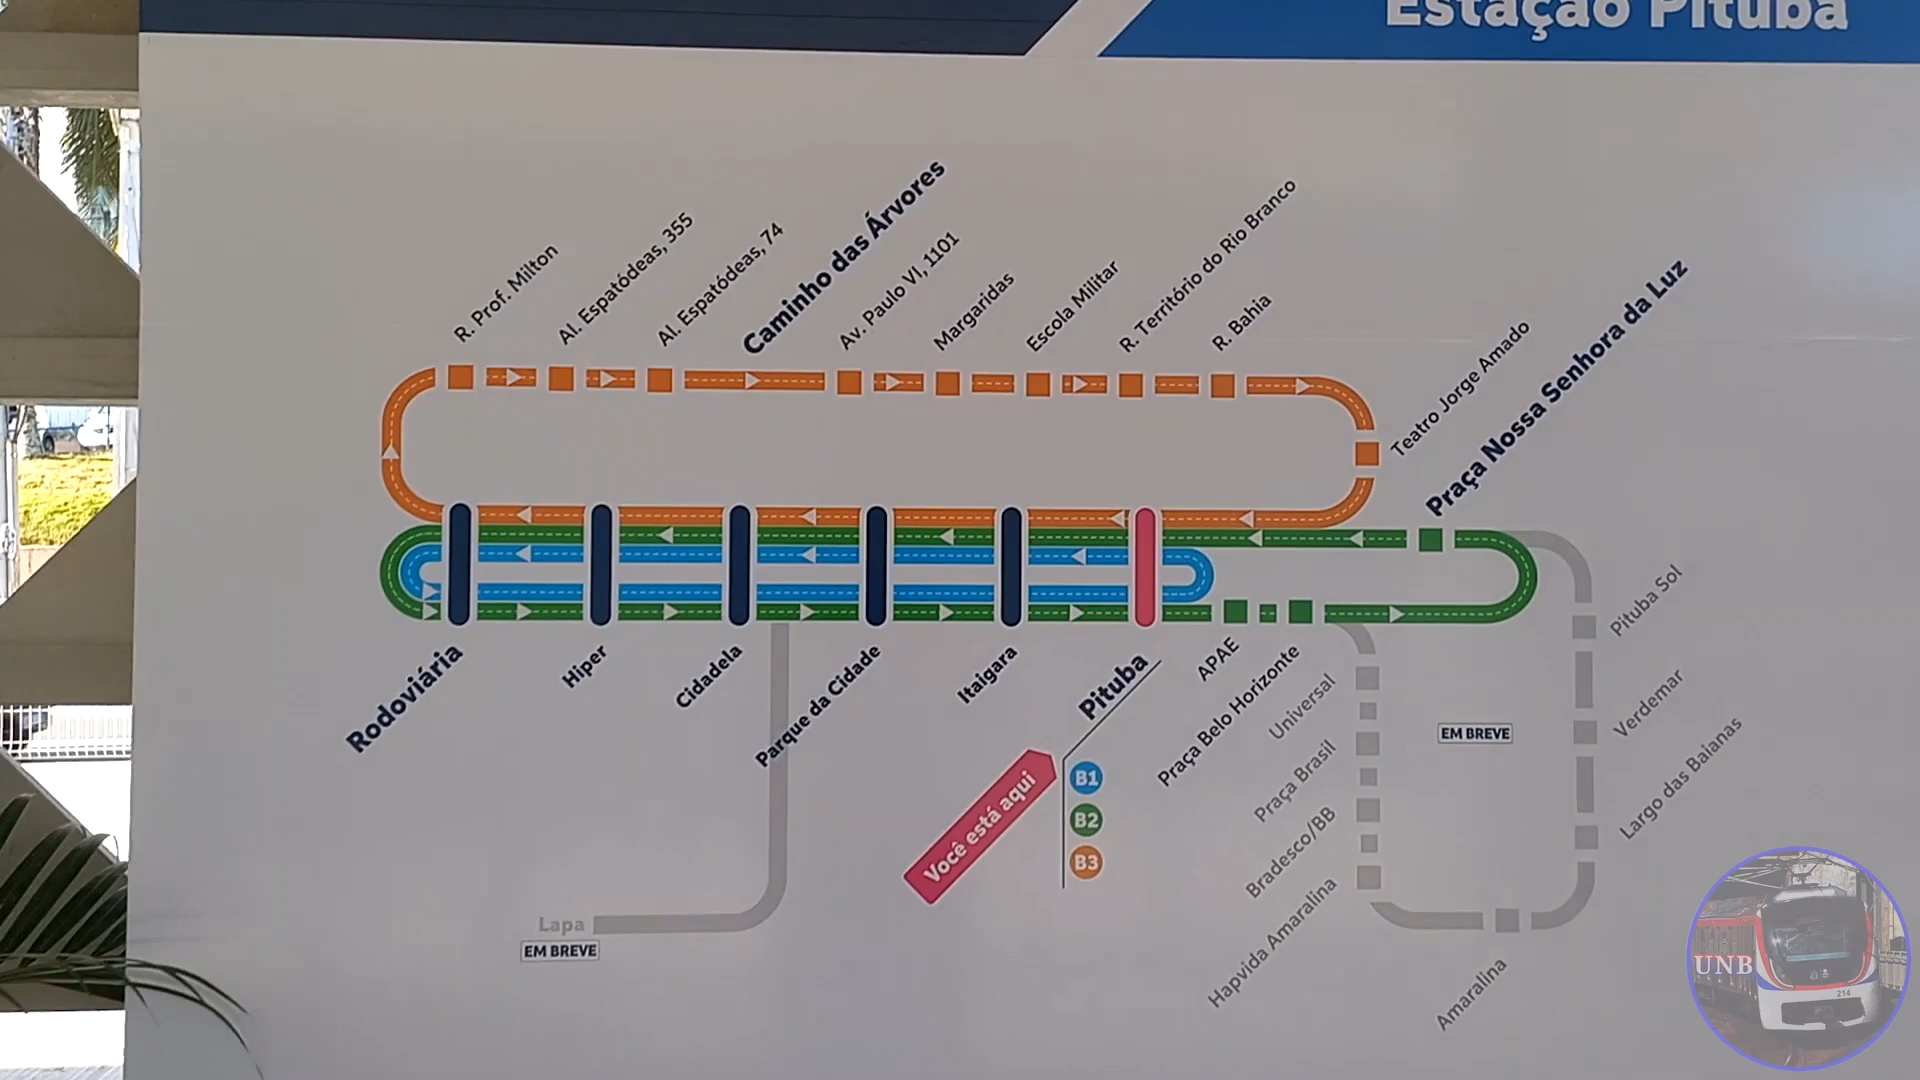 Estação Pituba
R. Prof. Milton
Al. Espatódeas, 355
Al. Espatódeas, 74
Caminho das Árvores
Av. Paulo VI, 1101
Margaridas
Escola Militar
R. Território do Rio Branco
R. Bahia
Teatro Jorge Amado
Praça Nossa Senhora da Luz
Rodoviária
Hiper
Cidadela
Parque da Cidade
Itaigara
Pituba
APAE
Praça Belo Horizonte
Universal
Praça Brasil
Bradesco/BB
Hapvida Amaralina
Amaralina
Largo das Baianas
Verdemar
Pituba Sol
EM BREVE
Você está aqui
B1
B2
B3
Lapa
EM BREVE
UNB
214